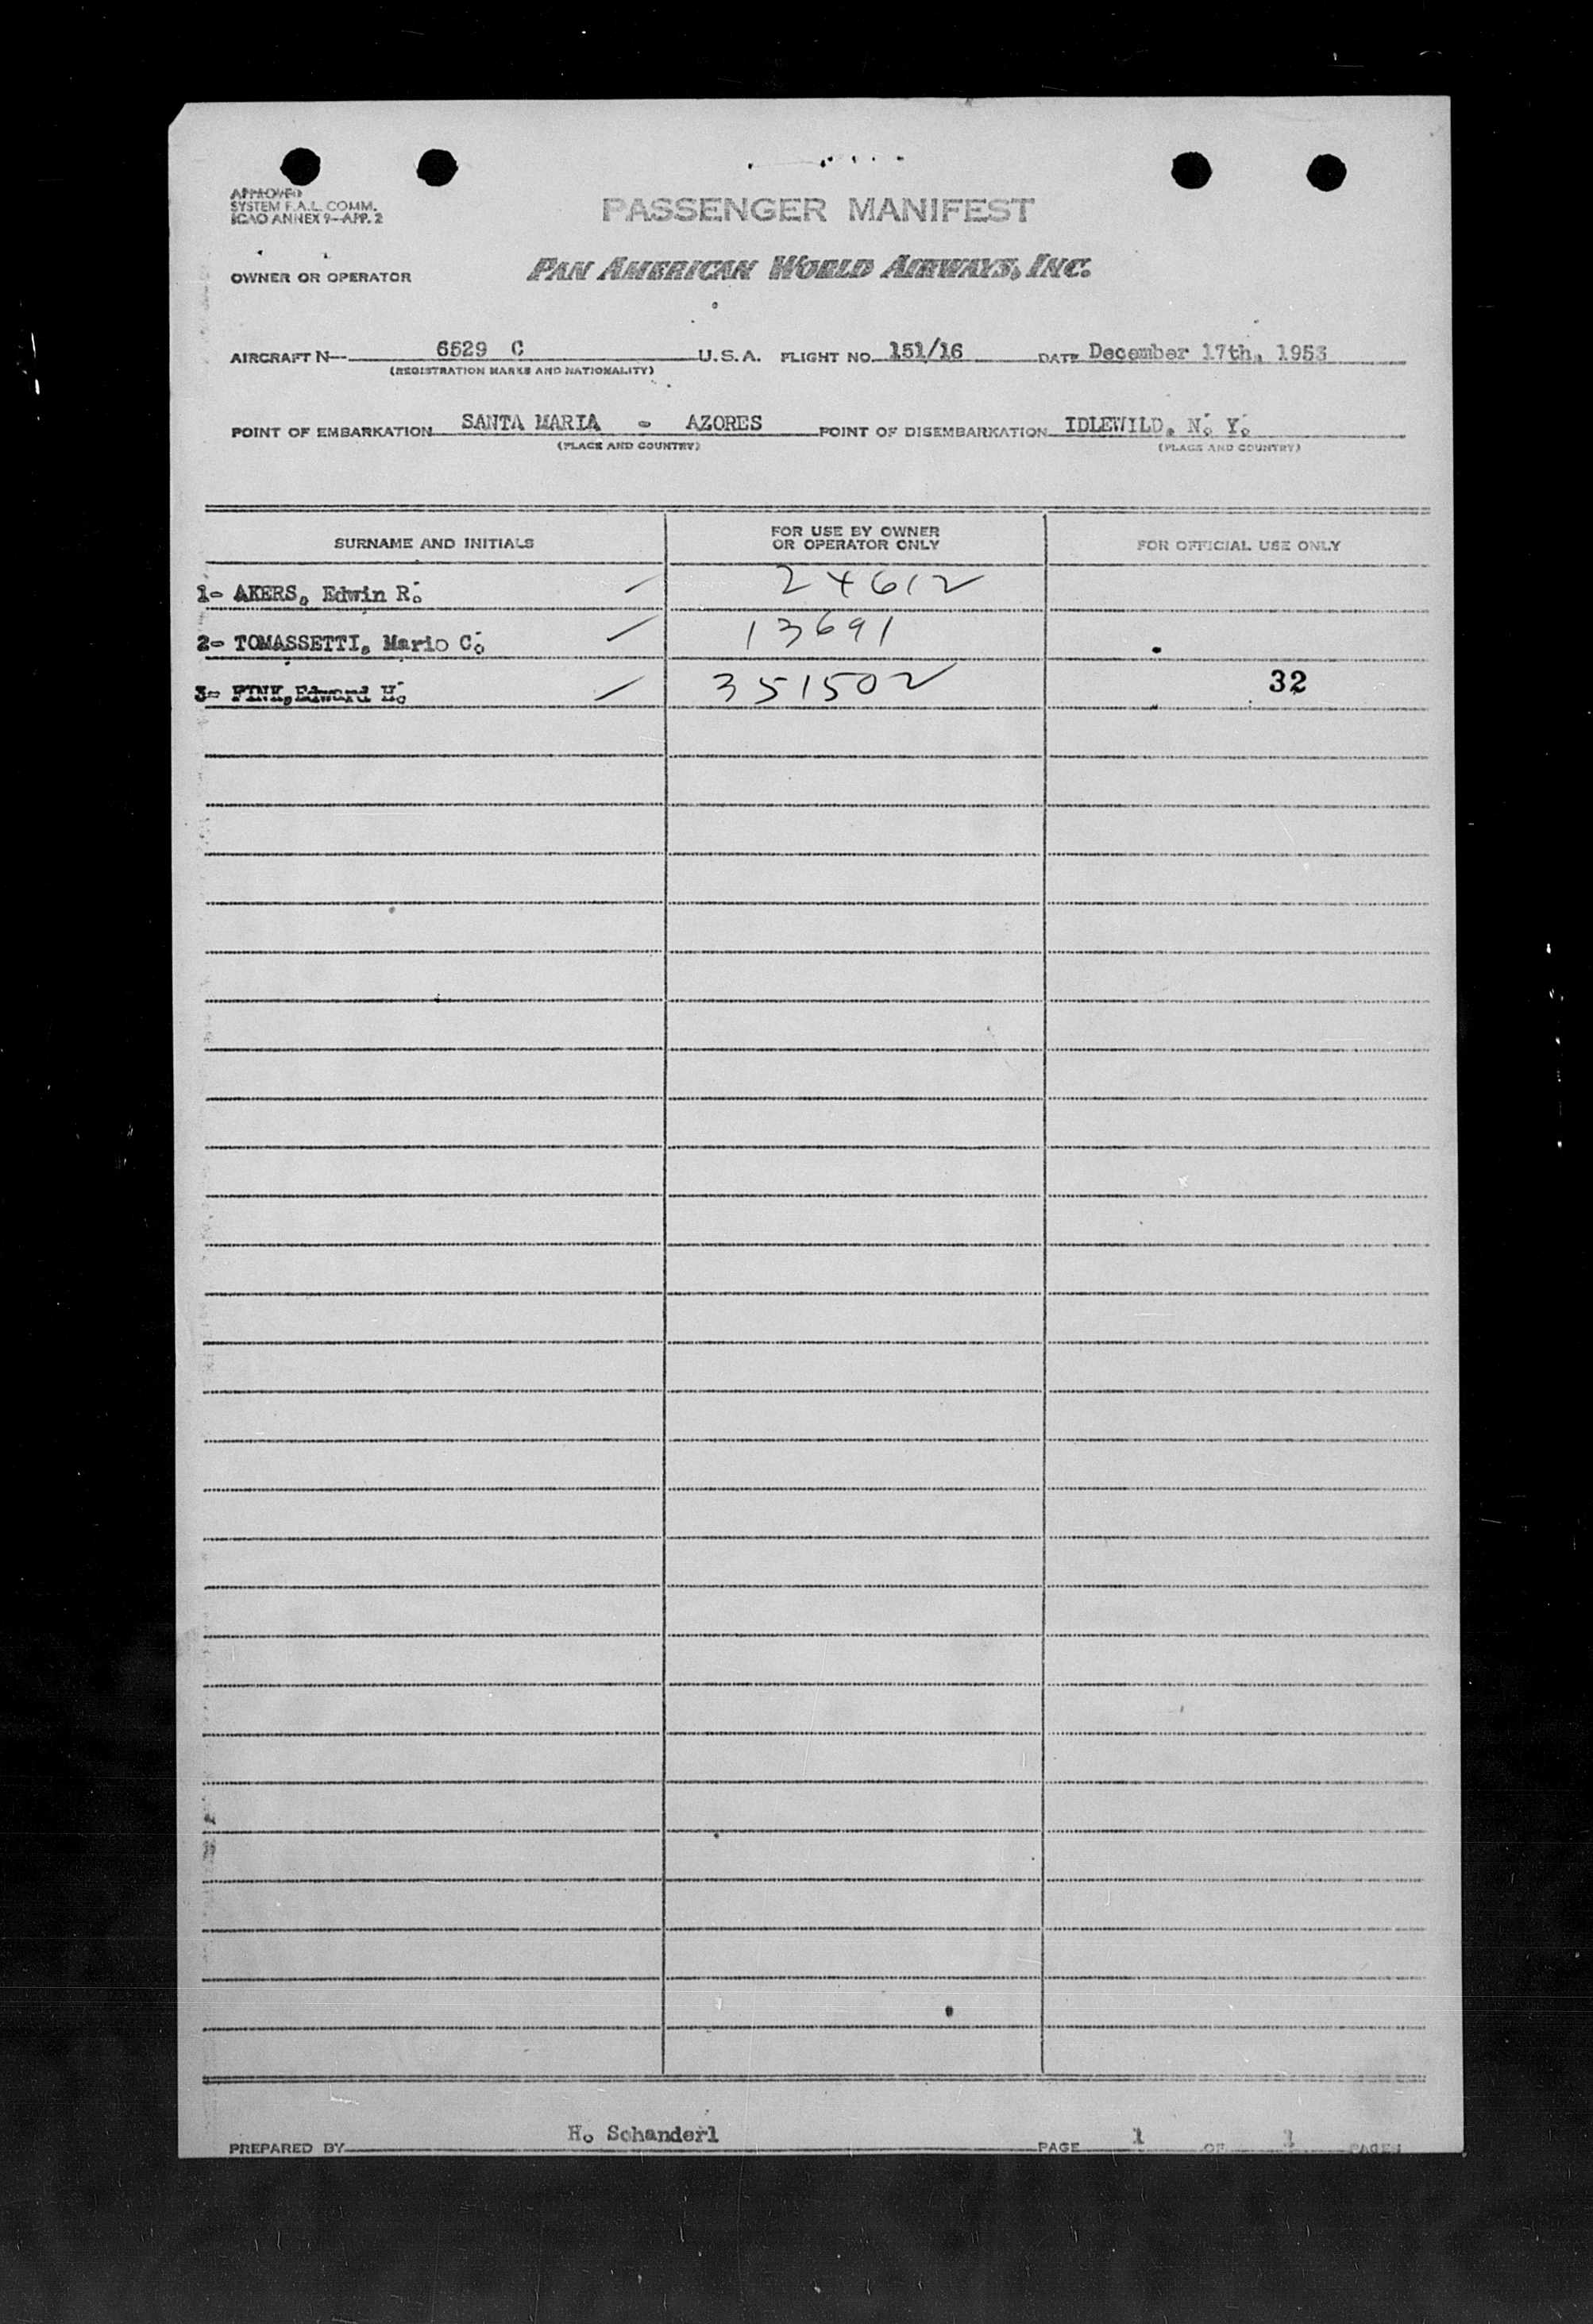 APPROVED
SYSTEM F.A.L. COMM.
ICAO ANNEX 9-APP. 2
PASSENGER MANIFEST
OWNER OR OPERATOR PAN AMERICAN WORLD AIRWAYS, INC.
AIRCRAFT N- 6529 C U.S.A. FLIGHT NO. 151/16 DATE December 17th, 1953
(REGISTRATION MARKS AND NATIONALITY)
POINT OF EMBARKATION SANTA MARIA - AZORES POINT OF DISEMBARKATION IDLEWILD, N. Y.
(PLACE AND COUNTRY) (PLACE AND COUNTRY)
SURNAME AND INITIALS FOR USE BY OWNER OR OPERATOR ONLY FOR OFFICIAL USE ONLY
1- AKERS, Edwin R. 24612
2- TOMASSETTI, Mario C. 13691
3- FINK, Edward H. 351502 32
PREPARED BY H. Schanderl PAGE 1 OF 1 PAGES